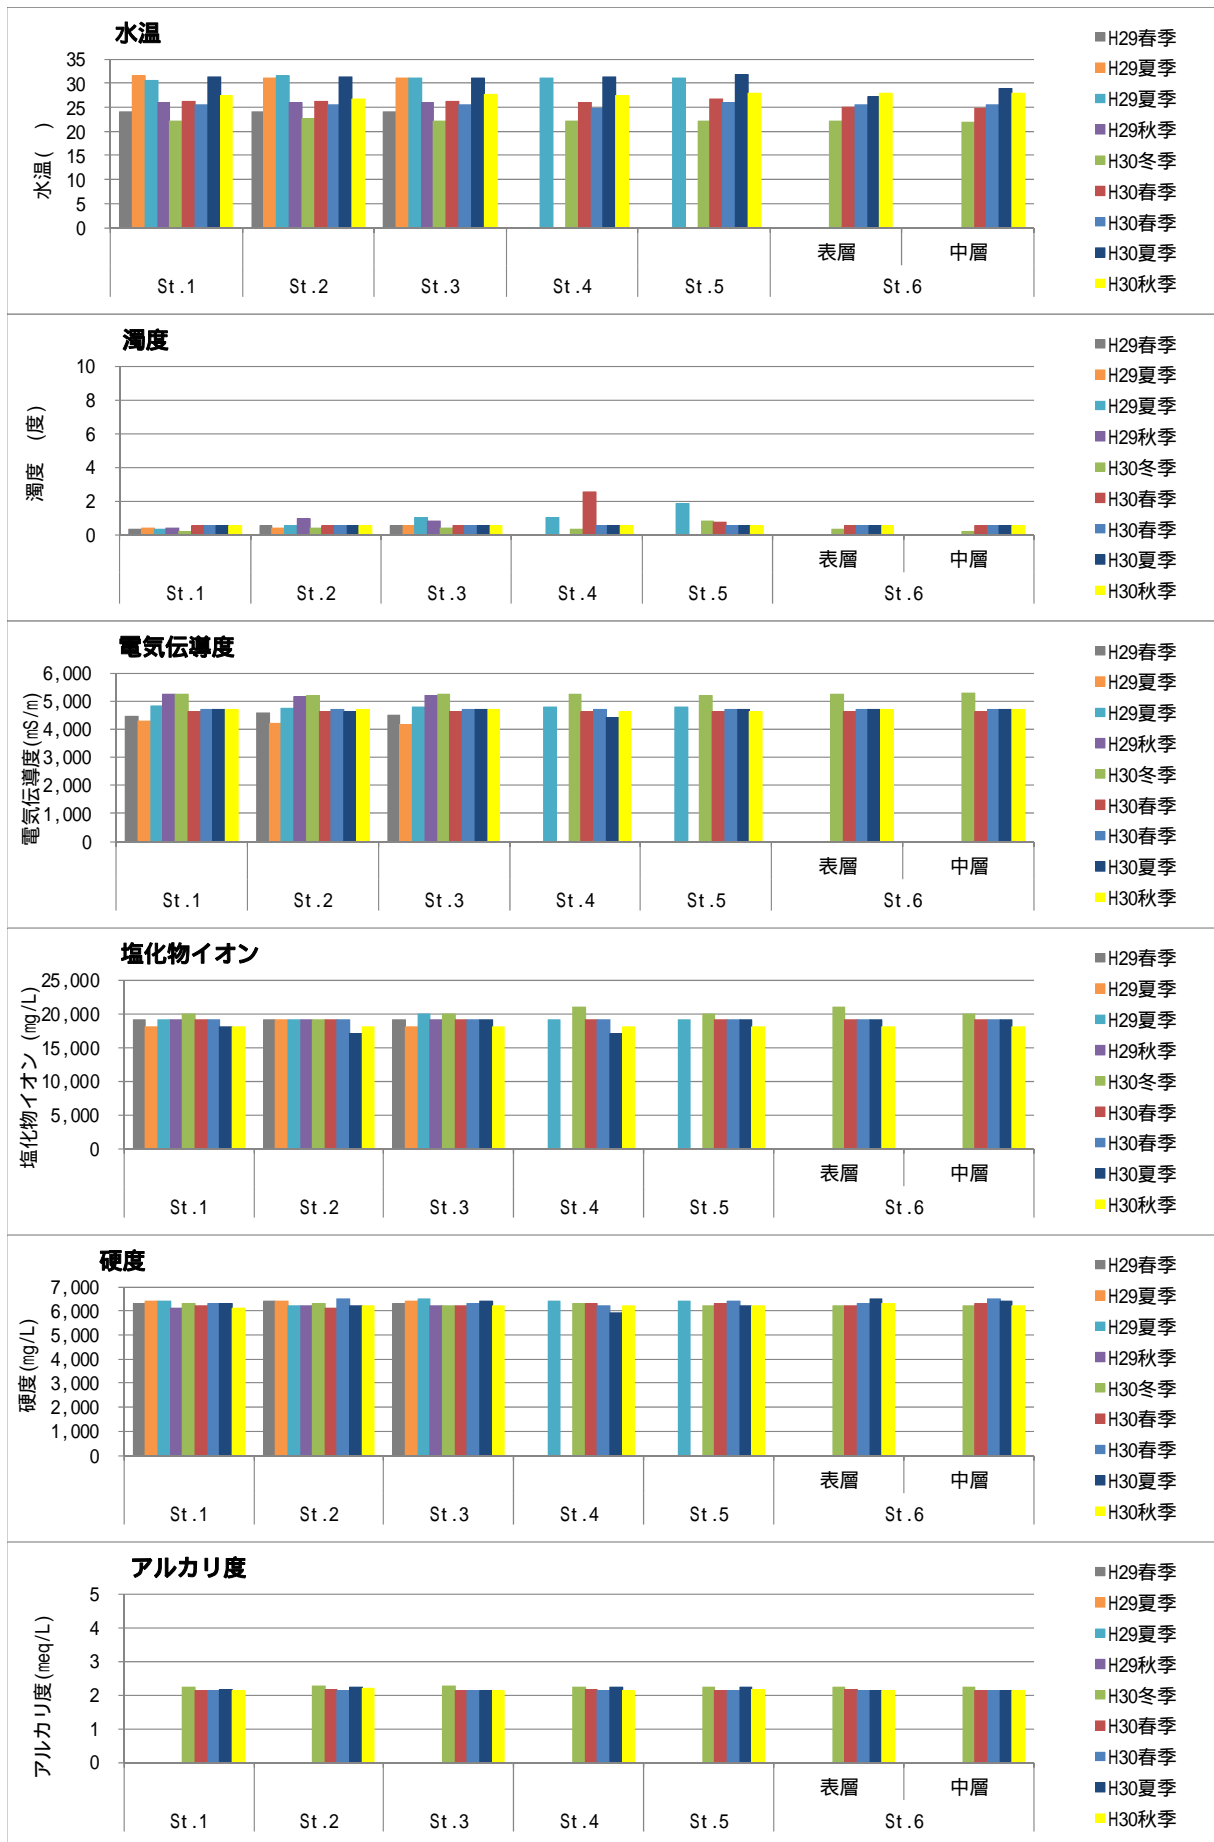 水温
35
30
25
20
15
10
5
0
水温( )
表層 中層
St.1 St.2 St.3 St.4 St.5 St.6
H29春季
H29夏季
H29夏季
H29秋季
H30冬季
H30春季
H30春季
H30夏季
H30秋季
濁度
10
8
6
4
2
0
濁度 (度)
表層 中層
St.1 St.2 St.3 St.4 St.5 St.6
H29春季
H29夏季
H29夏季
H29秋季
H30冬季
H30春季
H30春季
H30夏季
H30秋季
電気伝導度
6,000
5,000
4,000
3,000
2,000
1,000
0
電気伝導度(mS/m)
表層 中層
St.1 St.2 St.3 St.4 St.5 St.6
H29春季
H29夏季
H29夏季
H29秋季
H30冬季
H30春季
H30春季
H30夏季
H30秋季
塩化物イオン
25,000
20,000
15,000
10,000
5,000
0
塩化物イオン (mg/L)
表層 中層
St.1 St.2 St.3 St.4 St.5 St.6
H29春季
H29夏季
H29夏季
H29秋季
H30冬季
H30春季
H30春季
H30夏季
H30秋季
硬度
7,000
6,000
5,000
4,000
3,000
2,000
1,000
0
硬度(mg/L)
表層 中層
St.1 St.2 St.3 St.4 St.5 St.6
H29春季
H29夏季
H29夏季
H29秋季
H30冬季
H30春季
H30春季
H30夏季
H30秋季
アルカリ度
5
4
3
2
1
0
アルカリ度(meq/L)
表層 中層
St.1 St.2 St.3 St.4 St.5 St.6
H29春季
H29夏季
H29夏季
H29秋季
H30冬季
H30春季
H30春季
H30夏季
H30秋季